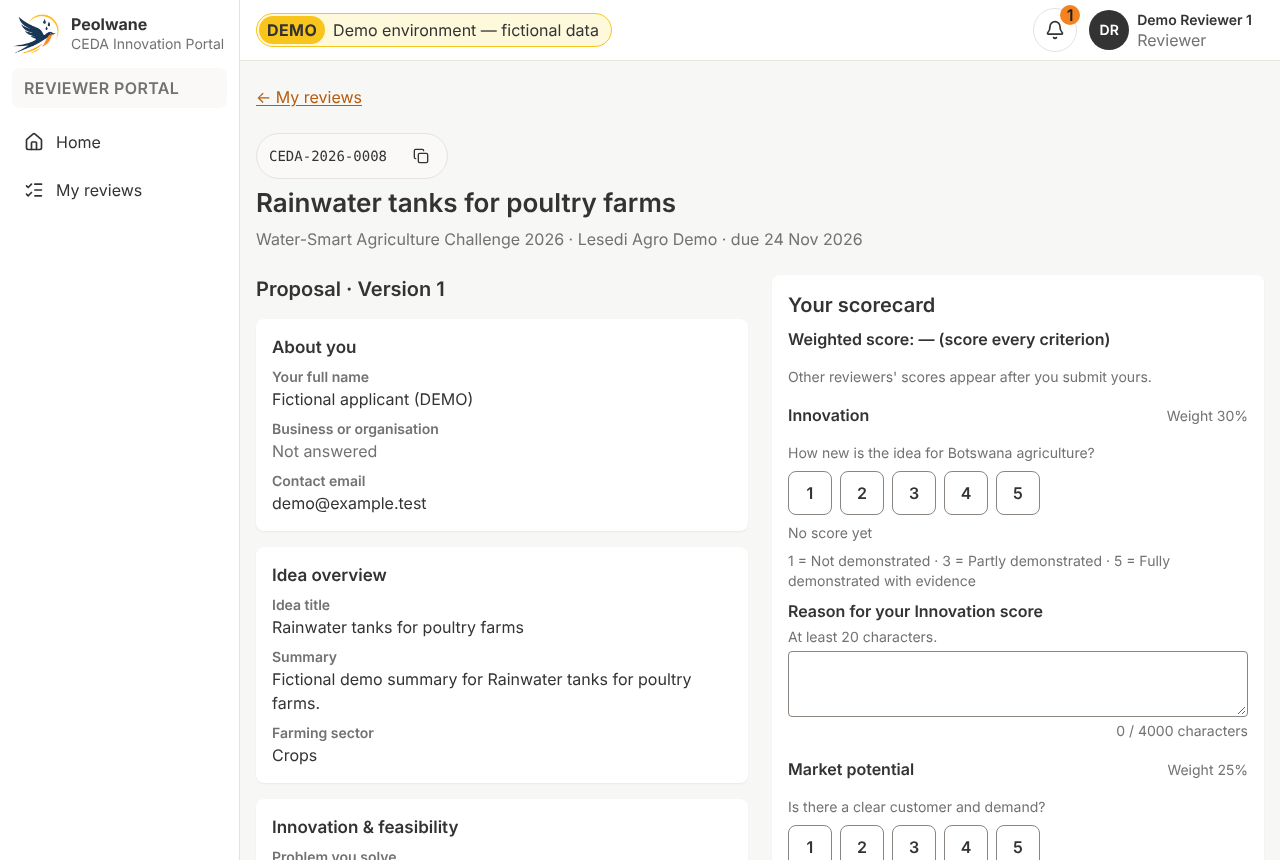 Peolwane
CEDA Innovation Portal
REVIEWER PORTAL
Home
My reviews
DEMO Demo environment — fictional data
1
DR
Demo Reviewer 1
Reviewer
← My reviews
CEDA-2026-0008
Rainwater tanks for poultry farms
Water-Smart Agriculture Challenge 2026 · Lesedi Agro Demo · due 24 Nov 2026
Proposal · Version 1
About you
Your full name
Fictional applicant (DEMO)
Business or organisation
Not answered
Contact email
demo@example.test
Idea overview
Idea title
Rainwater tanks for poultry farms
Summary
Fictional demo summary for Rainwater tanks for poultry
farms.
Farming sector
Crops
Innovation & feasibility
Problem you solve
Your scorecard
Weighted score: — (score every criterion)
Other reviewers' scores appear after you submit yours.
Innovation Weight 30%
How new is the idea for Botswana agriculture?
1 2 3 4 5
No score yet
1 = Not demonstrated · 3 = Partly demonstrated · 5 = Fully
demonstrated with evidence
Reason for your Innovation score
At least 20 characters.
0 / 4000 characters
Market potential Weight 25%
Is there a clear customer and demand?
1 2 3 4 5